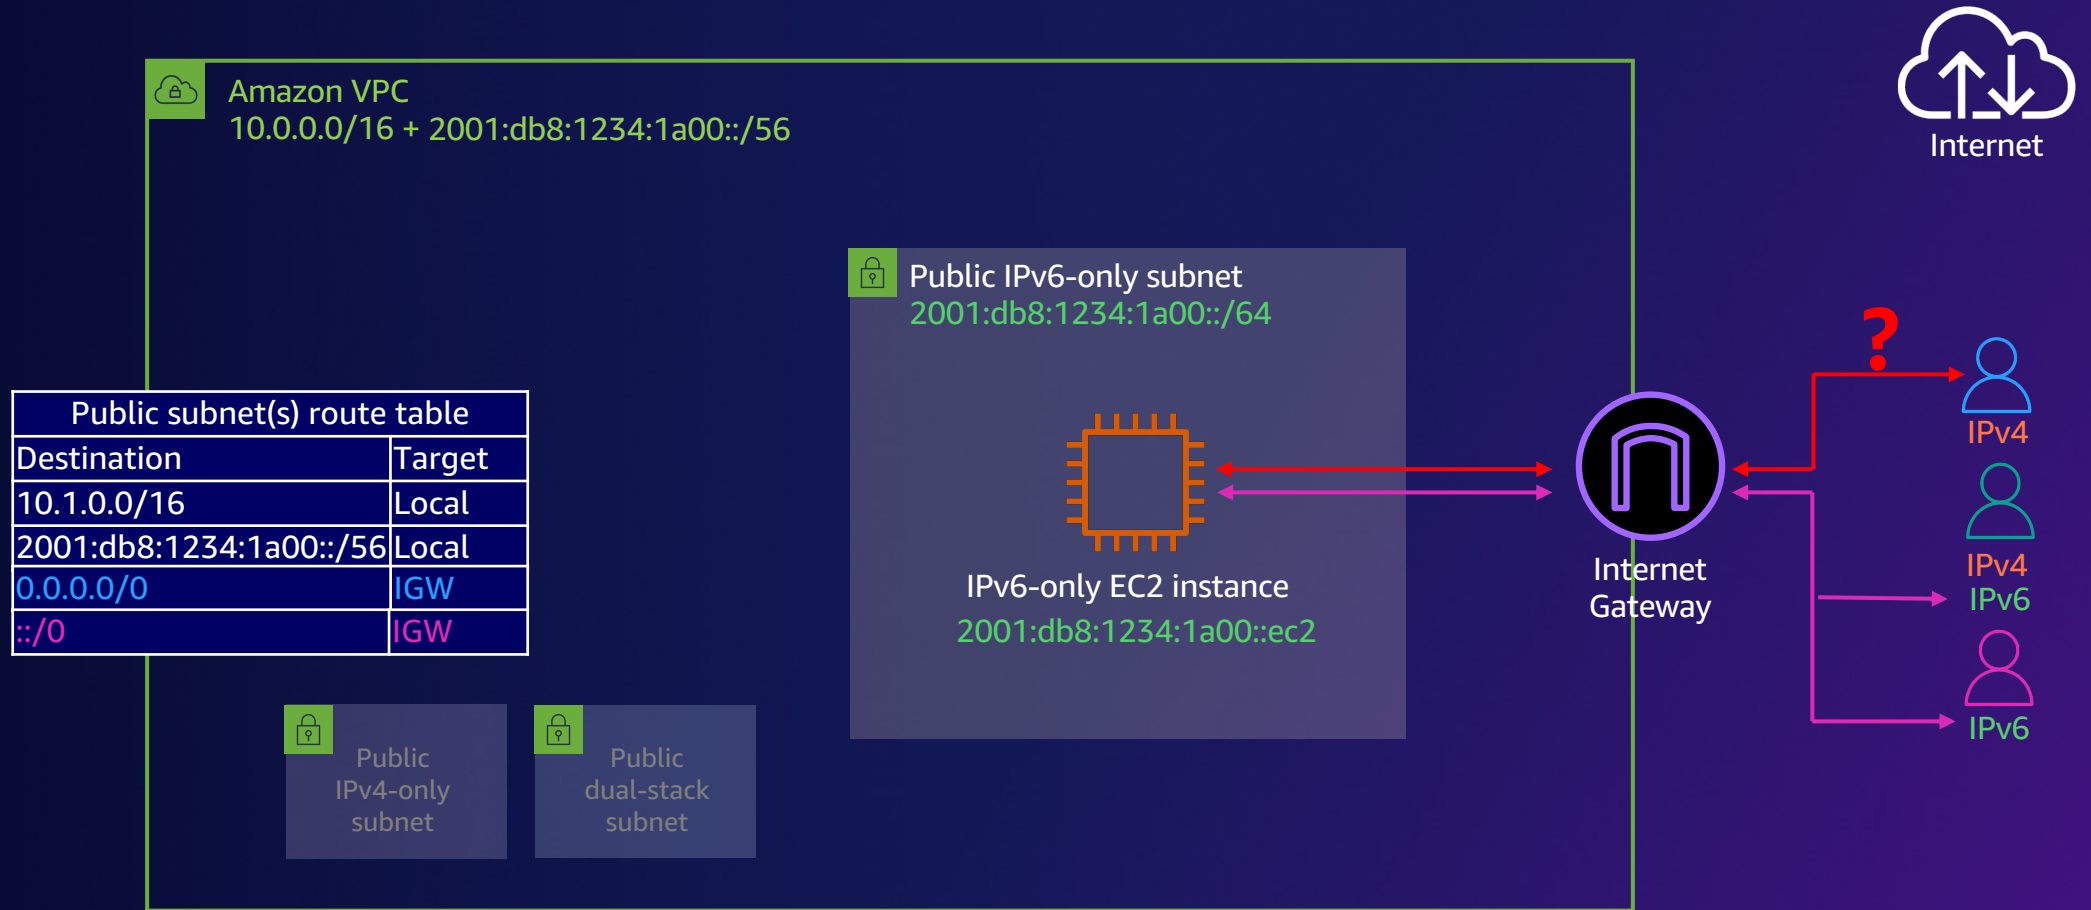 Internet
Amazon VPC
10.0.0.0/16 + 2001:db8:1234:1a00::/56
Public IPv6-only subnet
2001:db8:1234:1a00::/64
?
IPv4
Public subnet(s) route table
Destination Target
10.1.0.0/16 Local
2001:db8:1234:1a00::/56 Local
0.0.0.0/0 IGW
::/0 IGW
IPv6-only EC2 instance
2001:db8:1234:1a00::ec2
Internet
Gateway
IPv4
IPv6
IPv6
Public
IPv4-only
subnet
Public
dual-stack
subnet